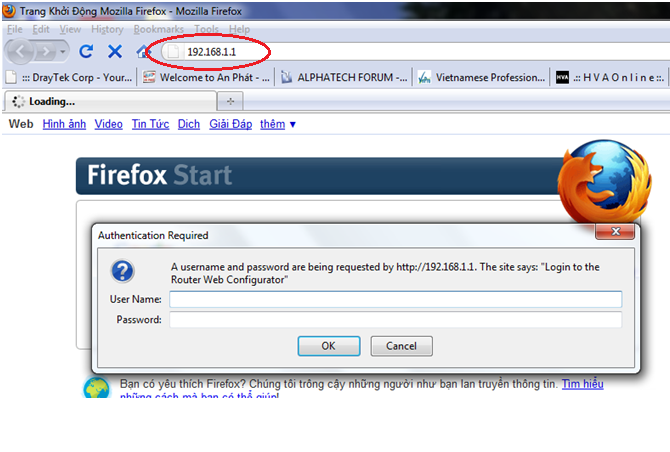 Trang Khởi Động Mozilla Firefox - Mozilla Firefox
File Edit View History Bookmarks Tools Help
192.168.1.1
::: DrayTek Corp - Your... Welcome to An Phát - ... ALPHATECH FORUM -... Vietnamese Profession... HVA .:: H V A O n l i n e ::.
Loading...
Web Hình ảnh Video Tin Tức Dịch Giải Đáp thêm ▼
Firefox Start
Authentication Required
A username and password are being requested by http://192.168.1.1. The site says: "Login to the
Router Web Configurator"
User Name:
Password:
OK Cancel
Bạn có yêu thích Firefox? Chúng tôi trông cậy những người như bạn lan truyền thông tin. Tìm hiểu
những cách mà bạn có thể giúp!